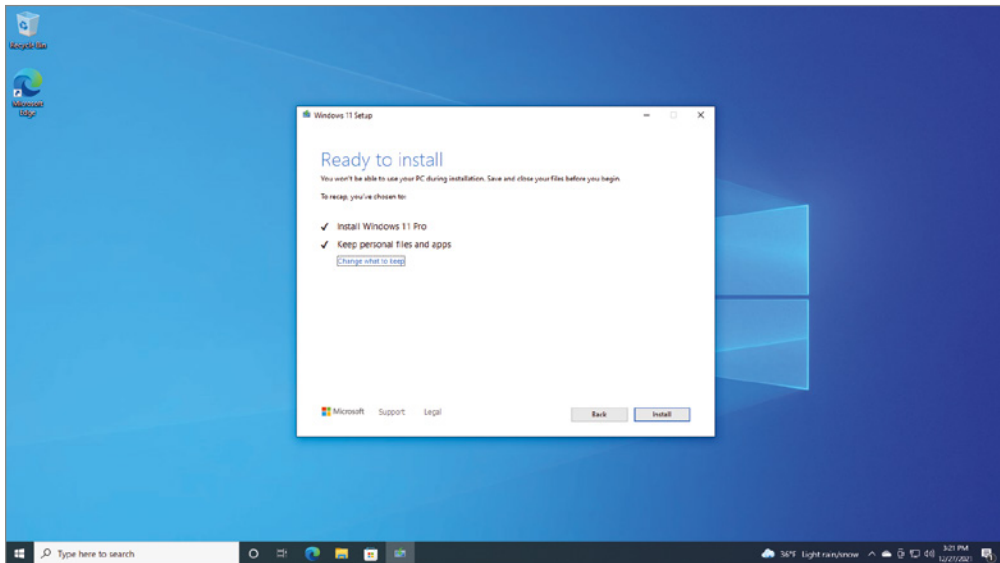 Recycle Bin
Microsoft
Edge
Windows 11 Setup
Ready to install
You won't be able to use your PC during installation. Save and close your files before you begin.
To recap, you've chosen to:
✓ Install Windows 11 Pro
✓ Keep personal files and apps
Change what to keep
Microsoft Support Legal
Back Install
Type here to search
36°F Light rain/snow
3:21 PM
12/27/2021